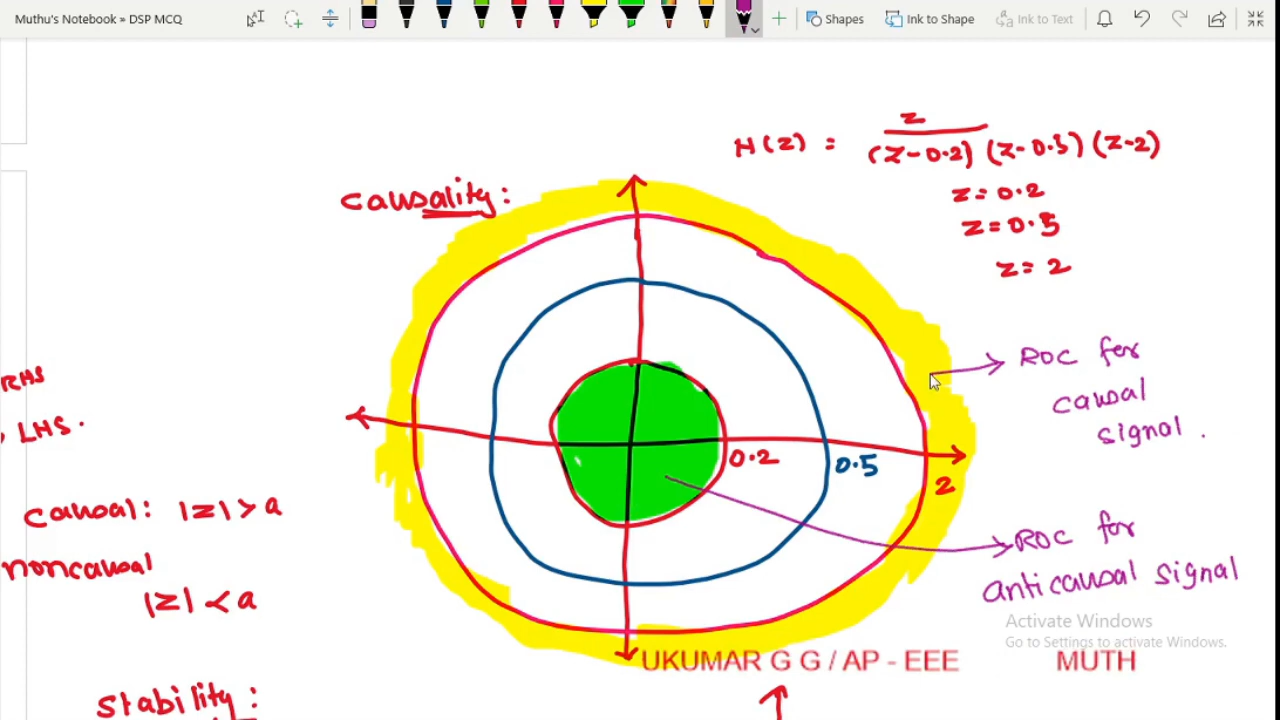 Muthu's Notebook » DSP MCQ
Shapes
Ink to Shape
Ink to Text
H(z) = z
(z-0.2) (z-0.5) (z-2)
z=0.2
z=0.5
z=2
causality:
ROC for
causal
signal.
RHS
LHS.
0.2
0.5
2
causal: |z|>a
noncausal
|z|<a
ROC for
anticausal signal
Activate Windows
Go to Settings to activate Windows.
UKUMAR G G / AP - EEE
MUTH
stability: